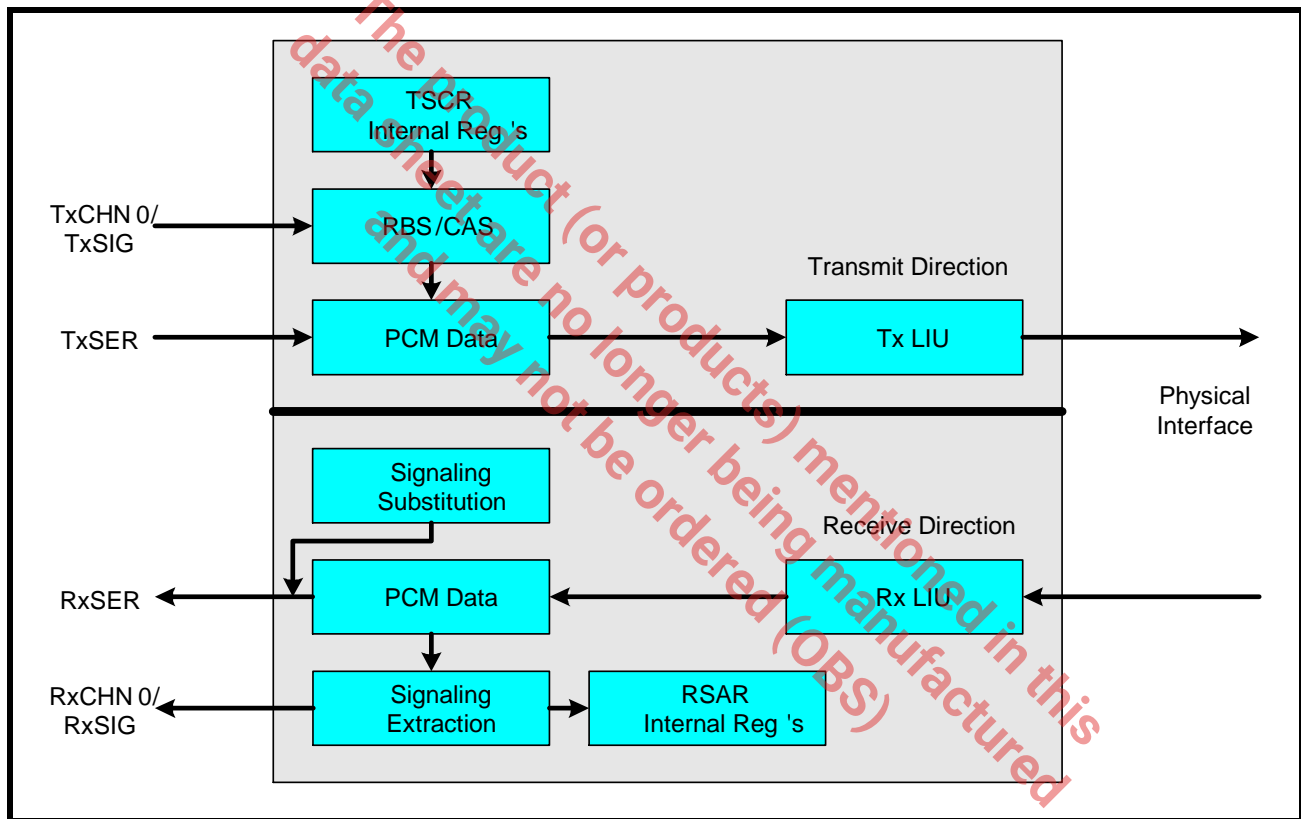 TSCR
Internal Reg 's
TxCHN 0/
TxSIG
RBS/CAS
Transmit Direction
TxSER
PCM Data
Tx LIU
Physical
Interface
Signaling
Substitution
Receive Direction
RxSER
PCM Data
Rx LIU
RxCHN 0/
RxSIG
Signaling
Extraction
RSAR
Internal Reg 's
The product (or products) mentioned in this
data sheet are no longer being manufactured
and may not be ordered (OBS)